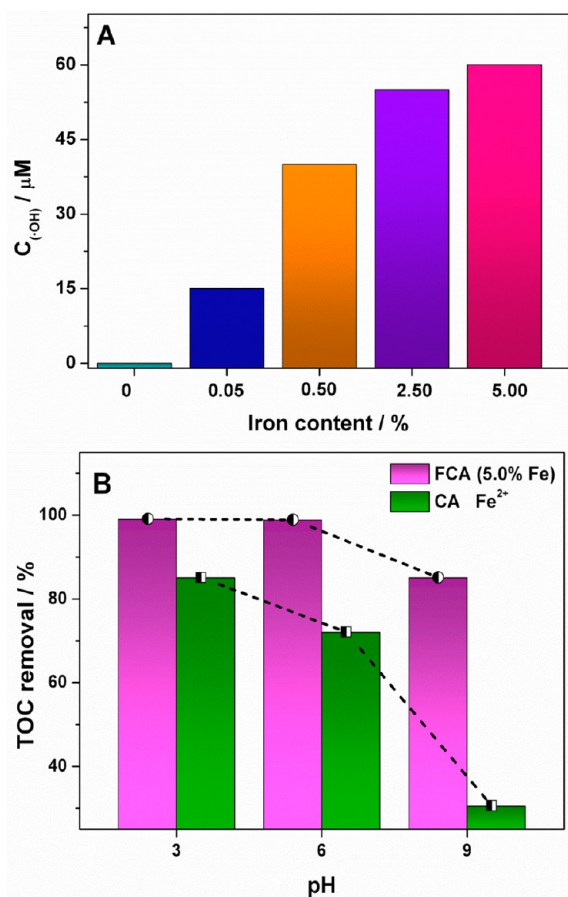 A
60
45
30
15
0
C(·OH) / μM
0 0.05 0.50 2.50 5.00
Iron content / %
B
FCA (5.0% Fe)
CA Fe2+
100
80
60
40
TOC removal / %
3 6 9
pH